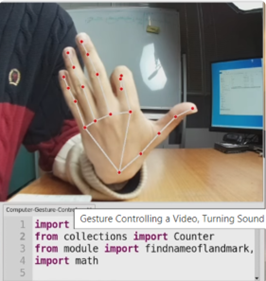 Computer-Gesture-Contr
Gesture Controlling a Video, Turning Sound
1 import
2 from collections import Counter
3 from module import findnameoflandmark,
4 import math
5